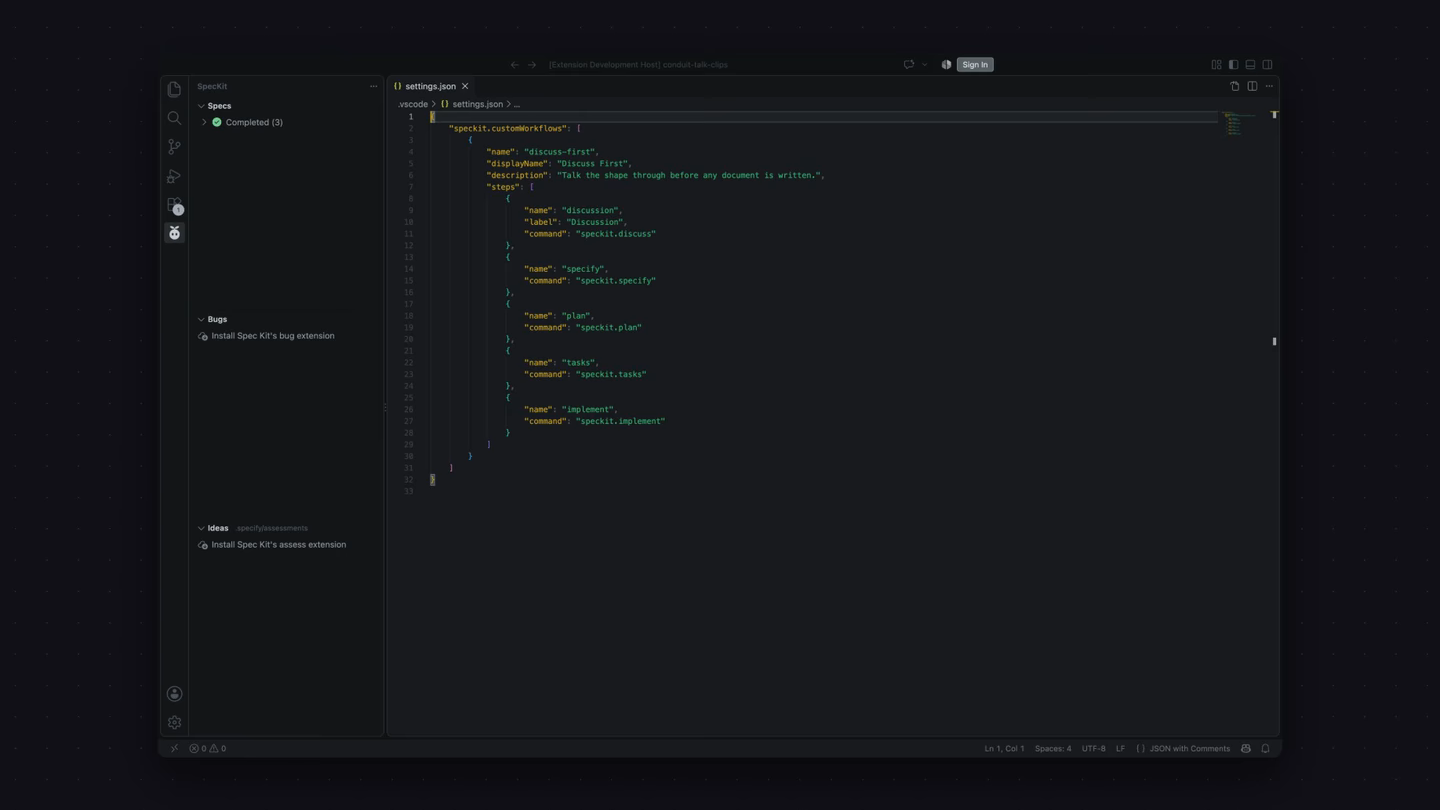 [Extension Development Host] conduit-talk-clips
Sign In
SpecKit
Specs
Completed (3)
1
Bugs
Install Spec Kit's bug extension
Ideas specify/assessments
Install Spec Kit's assess extension
{} settings.json
.vscode > {} settings.json > ...
1 {
2 "speckit.customWorkflows": [
3 {
4 "name": "discuss-first",
5 "displayName": "Discuss First",
6 "description": "Talk the shape through before any document is written.",
7 "steps": [
8 {
9 "name": "discussion",
10 "label": "Discussion",
11 "command": "speckit.discuss"
12 },
13 {
14 "name": "specify",
15 "command": "speckit.specify"
16 },
17 {
18 "name": "plan",
19 "command": "speckit.plan"
20 },
21 {
22 "name": "tasks",
23 "command": "speckit.tasks"
24 },
25 {
26 "name": "implement",
27 "command": "speckit.implement"
28 }
29 ]
30 }
31 ]
32 }
33
0 0
Ln 1, Col 1 Spaces: 4 UTF-8 LF {} JSON with Comments